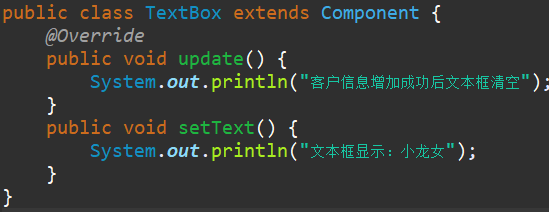 public class TextBox extends Component {
    @Override
    public void update() {
        System.out.println("客户信息增加成功后文本框清空");
    }
    public void setText() {
        System.out.println("文本框显示：小龙女");
    }
}